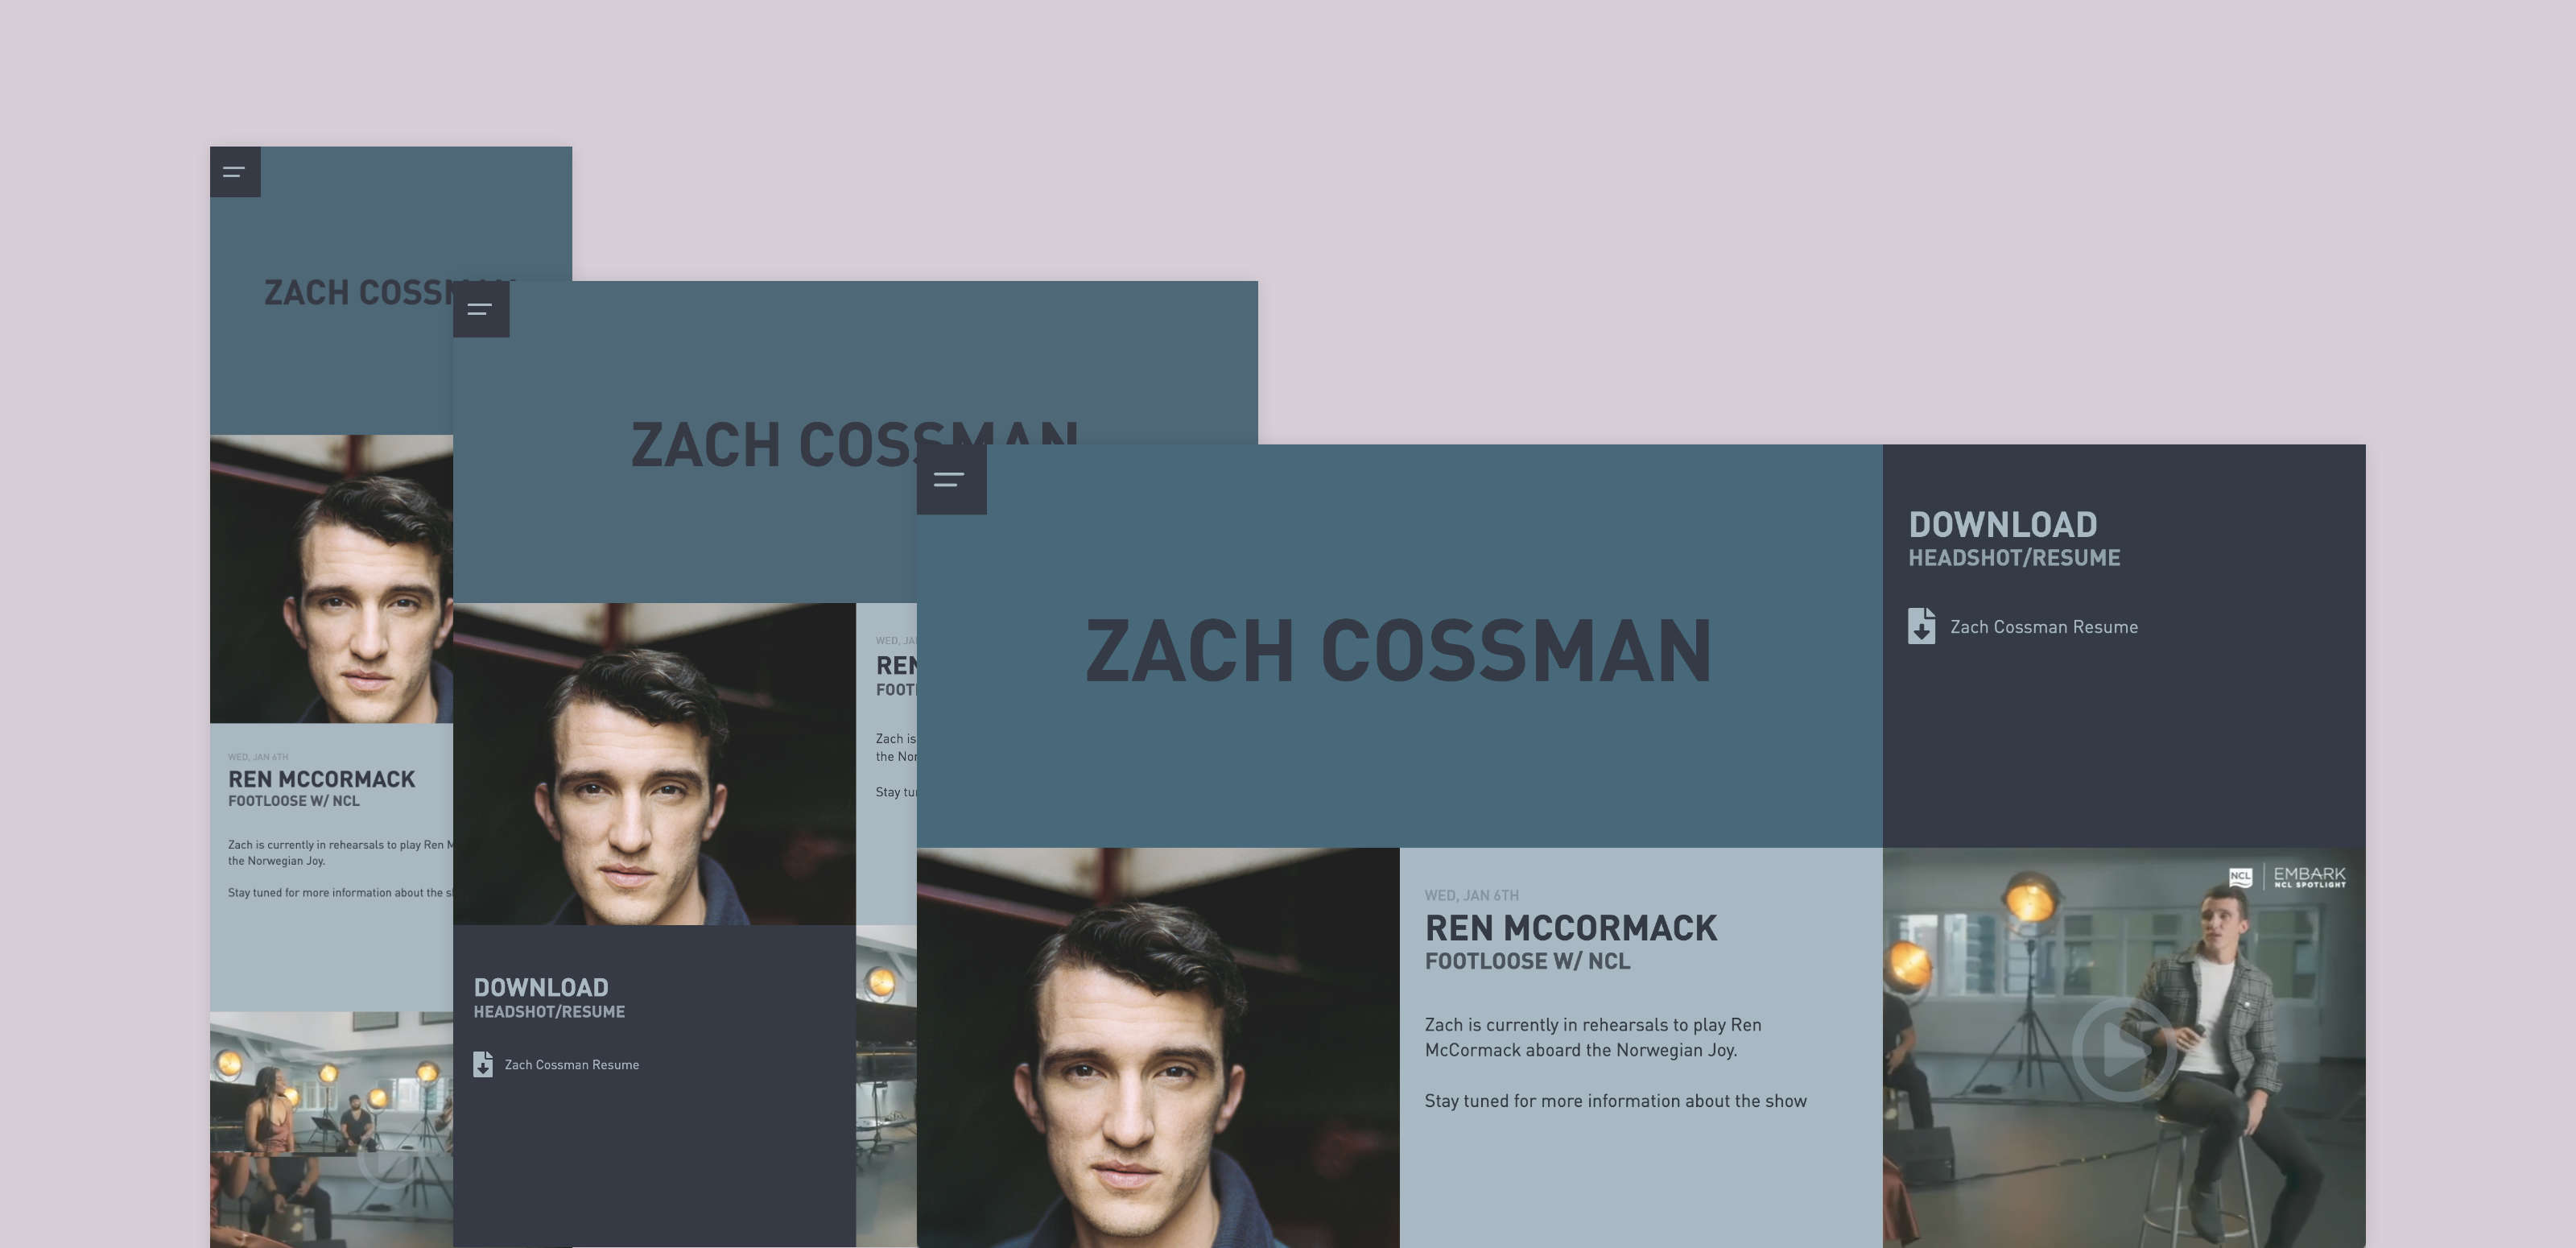 ZACH COSSM
WED, JAN 6TH
REN MCCORMACK
FOOTLOOSE W/ NCL
Zach is currently in rehearsals to play Ren M
the Norwegian Joy.
Stay tuned for more information about the s
ZACH COSSMAN
WED, JA
REN
FOOT
Zach is
the Nor
Stay tu
DOWNLOAD
HEADSHOT/RESUME
Zach Cossman Resume
ZACH COSSMAN
DOWNLOAD
HEADSHOT/RESUME
Zach Cossman Resume
WED, JAN 6TH
REN MCCORMACK
FOOTLOOSE W/ NCL
Zach is currently in rehearsals to play Ren
McCormack aboard the Norwegian Joy.
Stay tuned for more information about the show
NCL EMBARK
NCL SPOTLIGHT